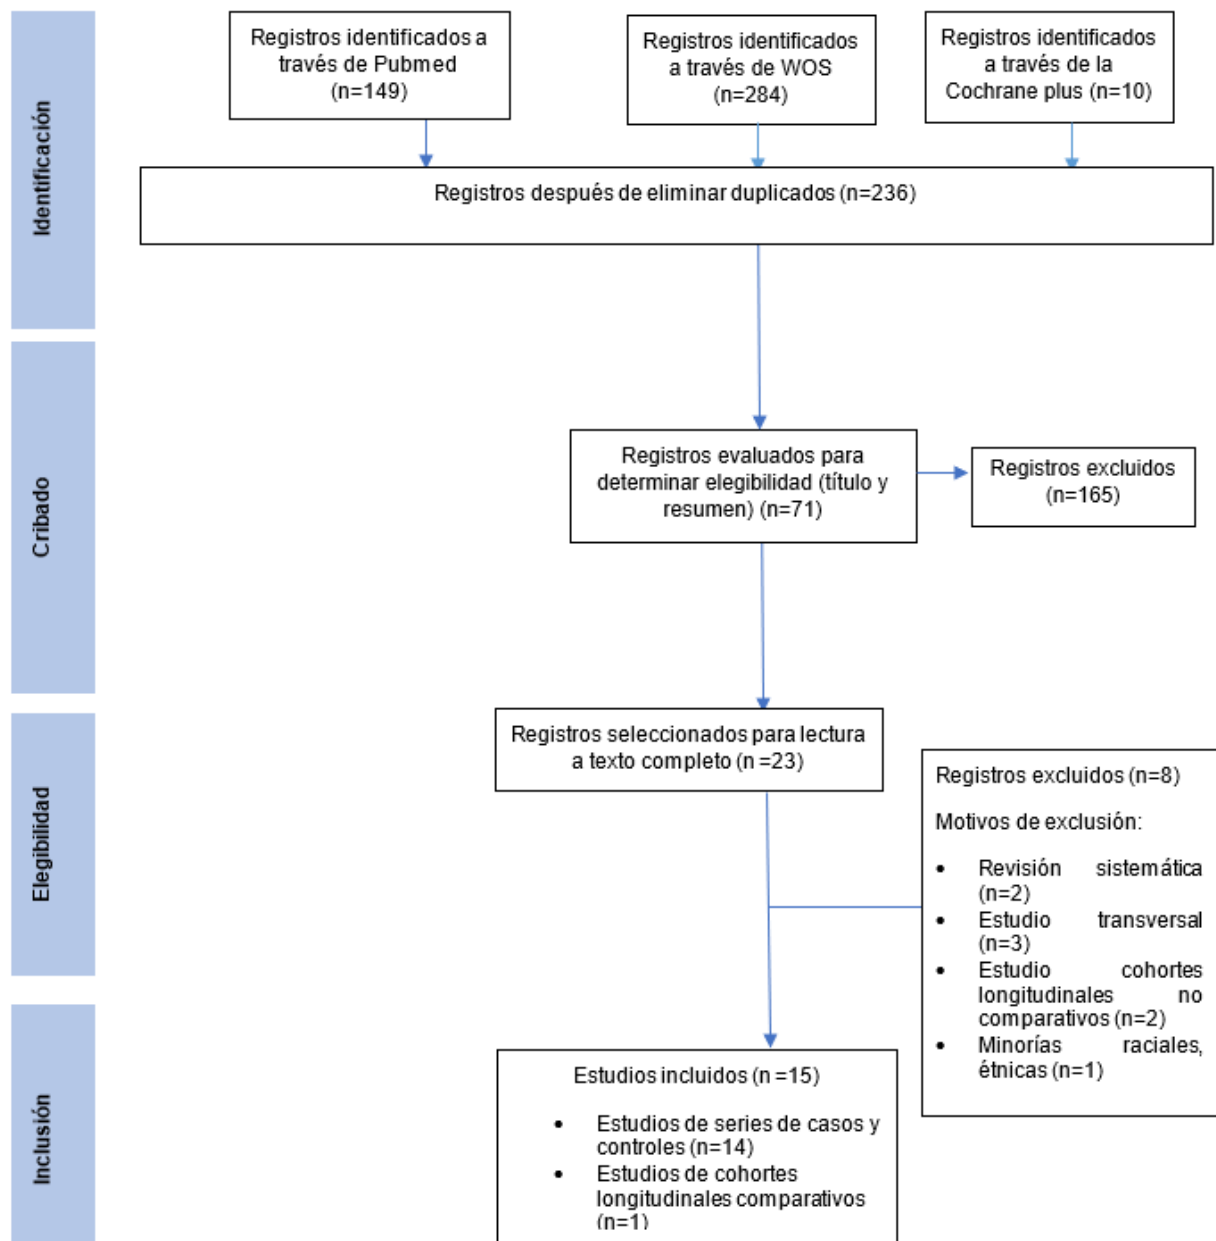 Identificación
Registros identificados a
través de Pubmed
(n=149)
Registros identificados
a través de WOS
(n=284)
Registros identificados
a través de la
Cochrane plus (n=10)
Registros después de eliminar duplicados (n=236)
Cribado
Registros evaluados para
determinar elegibilidad (título y
resumen) (n=71)
Registros excluidos
(n=165)
Elegibilidad
Registros seleccionados para lectura
a texto completo (n =23)
Registros excluidos (n=8)
Motivos de exclusión:
• Revisión sistemática
(n=2)
• Estudio transversal
(n=3)
• Estudio cohortes
longitudinales no
comparativos (n=2)
• Minorías raciales,
étnicas (n=1)
Inclusión
Estudios incluidos (n =15)
• Estudios de series de casos y
controles (n=14)
• Estudios de cohortes
longitudinales comparativos
(n=1)